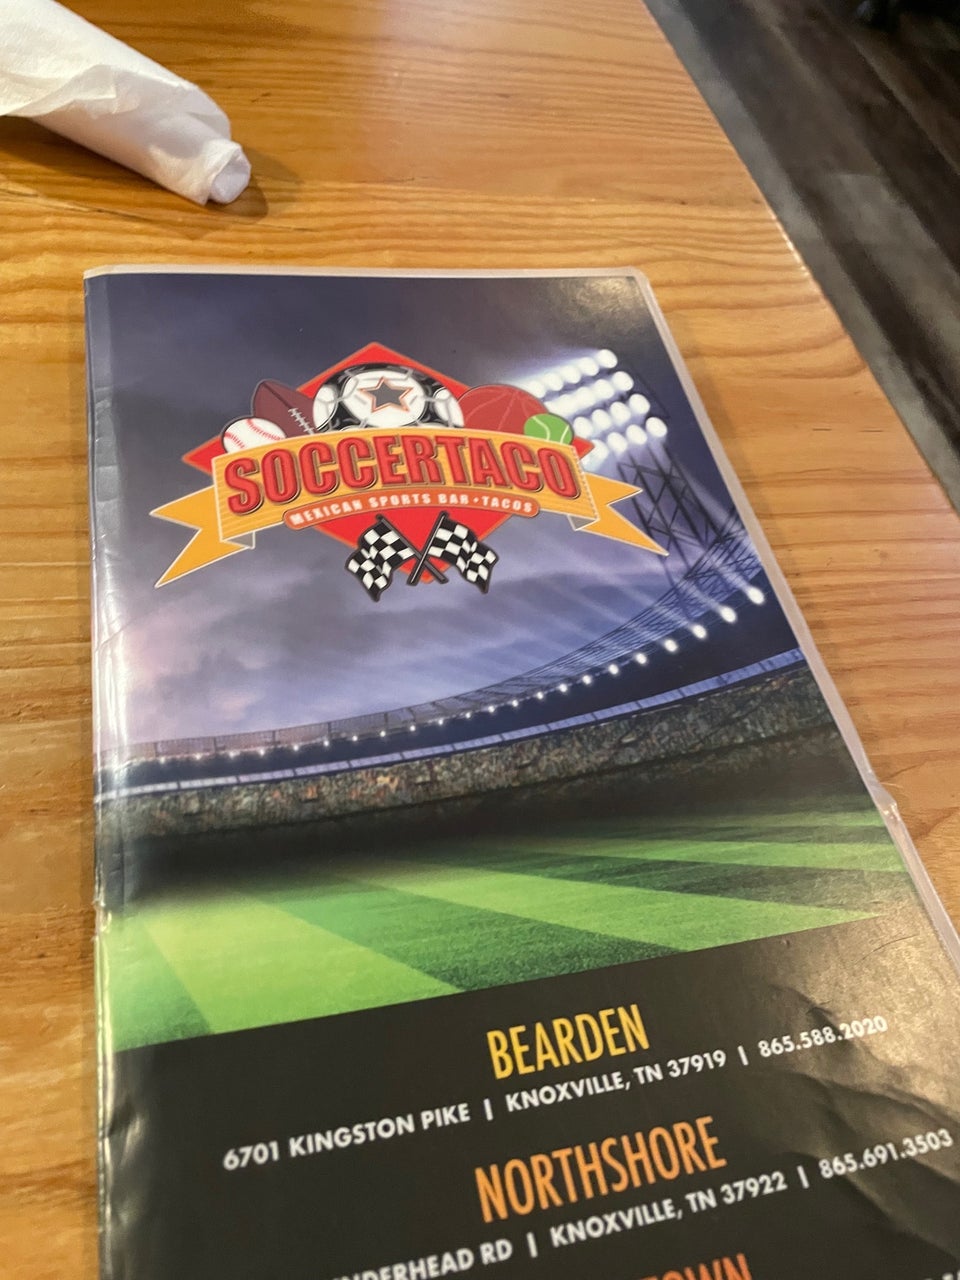 SOCCERTACO
MEXICAN SPORTS BAR • TACOS
BEARDEN
6701 KINGSTON PIKE | KNOXVILLE, TN 37919 | 865.588.2020
NORTHSHORE
RD | KNOXVILLE, TN 37922 | 865.691.3503